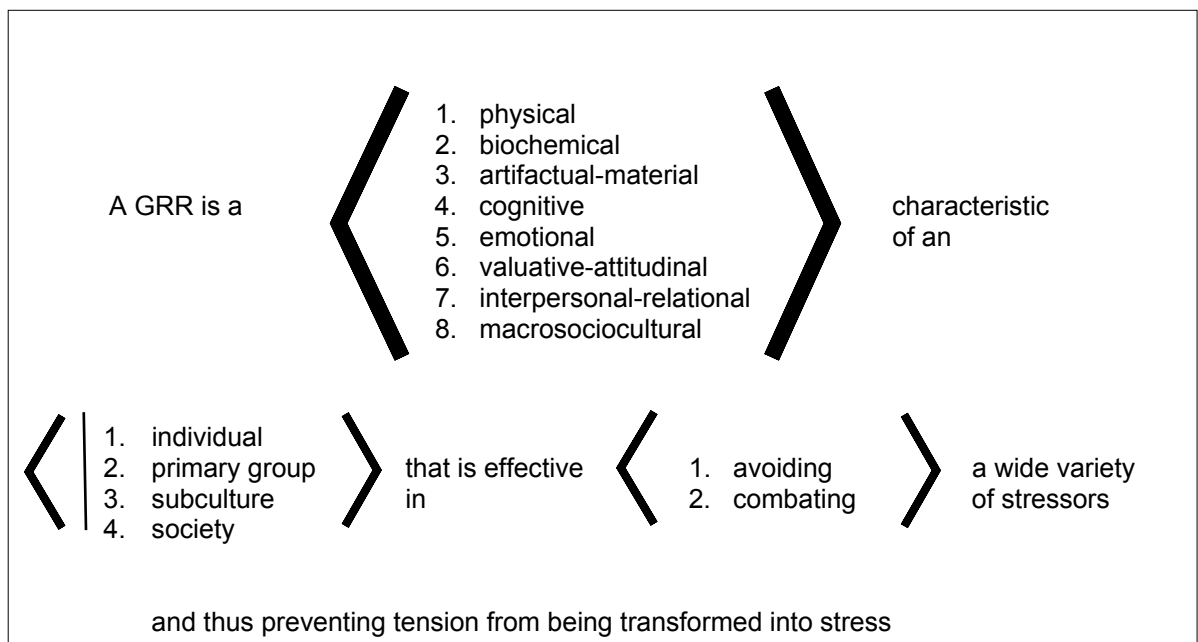 1. physical
2. biochemical
3. artifactual-material
A GRR is a
4. cognitive
characteristic
5. emotional
of an
6. valuative-attitudinal
7. interpersonal-relational
8. macrosociocultural
1. individual
2. primary group
3. subculture
4. society
that is effective
in
1. avoiding
2. combating
a wide variety
of stressors
and thus preventing tension from being transformed into stress